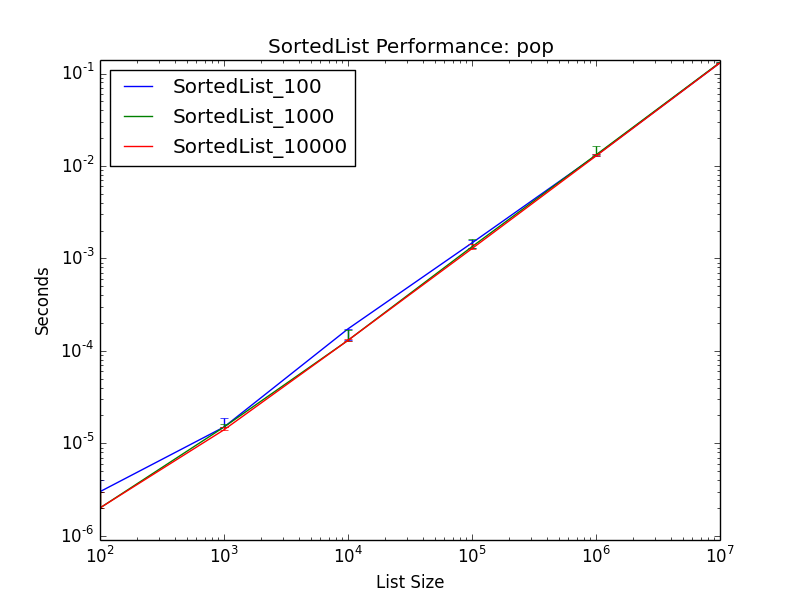 SortedList Performance: pop
SortedList_100
SortedList_1000
SortedList_10000
Seconds
10^-1
10^-2
10^-3
10^-4
10^-5
10^-6
10^2 10^3 10^4 10^5 10^6 10^7
List Size